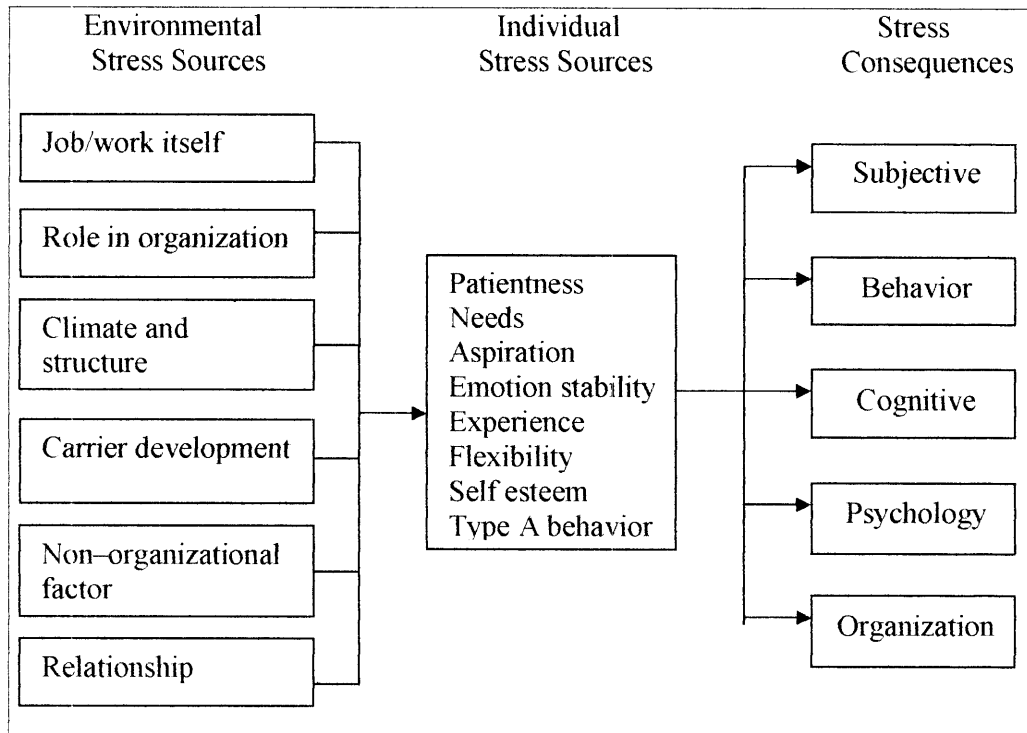 Environmental
Stress Sources
Individual
Stress Sources
Stress
Consequences
Job/work itself
Role in organization
Climate and
structure
Carrier development
Non–organizational
factor
Relationship
Patientness
Needs
Aspiration
Emotion stability
Experience
Flexibility
Self esteem
Type A behavior
Subjective
Behavior
Cognitive
Psychology
Organization